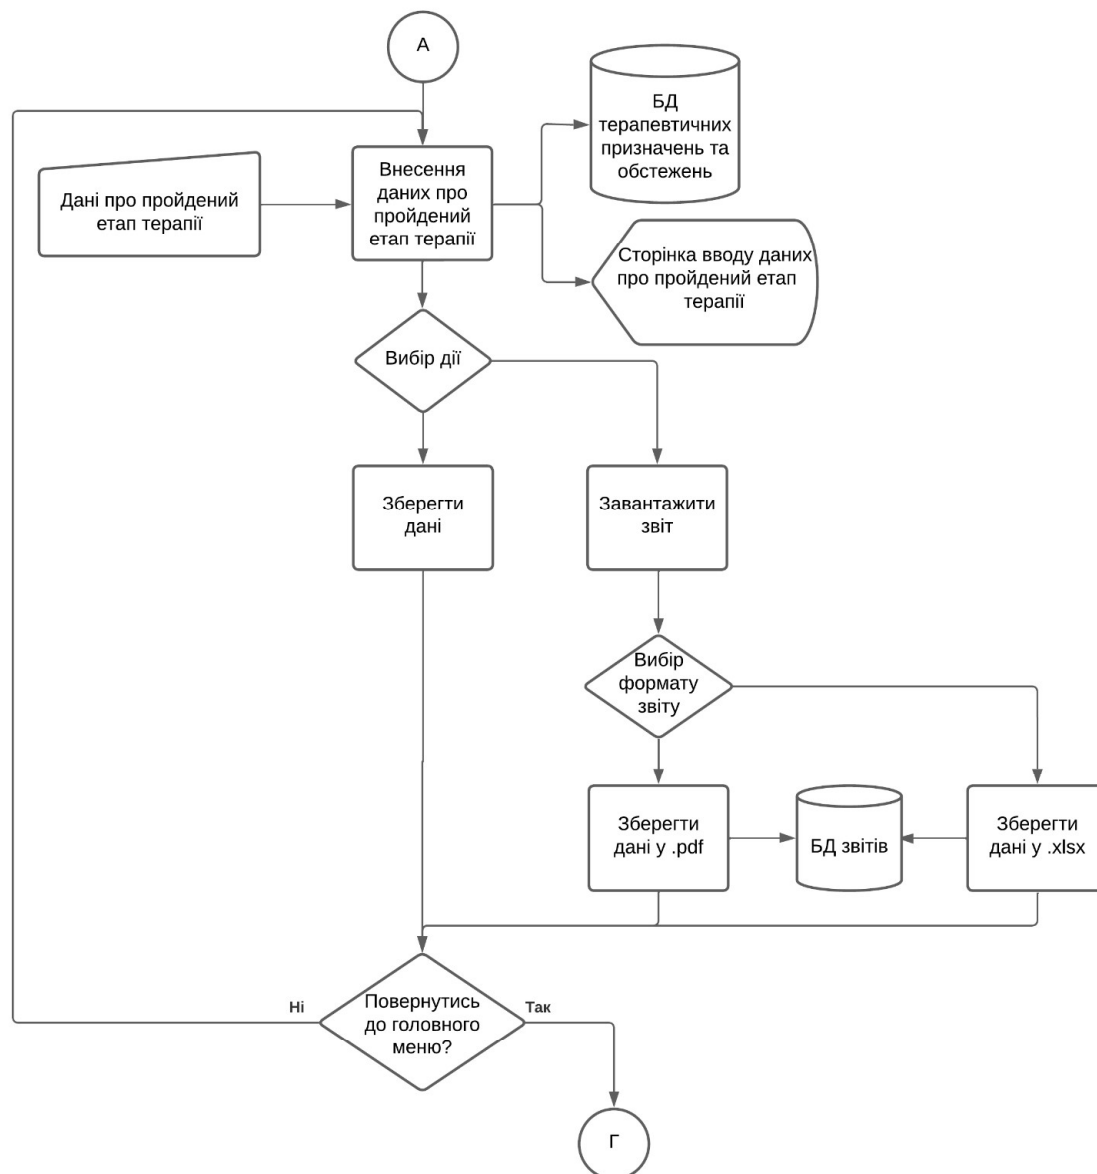 А
БД
терапевтичних
призначень та
обстежень
Дані про пройдений
етап терапії
Внесення
даних про
пройдений
етап терапії
Сторінка вводу даних
про пройдений етап
терапії
Вибір дії
Зберегти
дані
Завантажити
звіт
Вибір
формату
звіту
Зберегти
дані у .pdf
БД звітів
Зберегти
дані у .xlsx
Ні
Повернутись
до головного
меню?
Так
Г